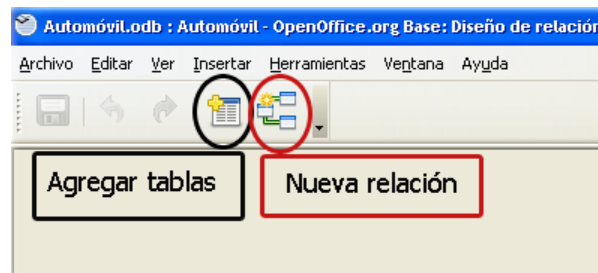 Automóvil.odb : Automóvil - OpenOffice.org Base: Diseño de relación
Archivo Editar Ver Insertar Herramientas Ventana Ayuda
Agregar tablas Nueva relación